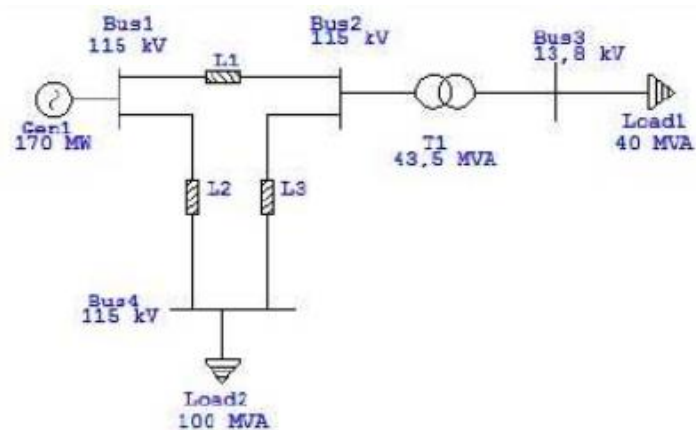 Bus1
115 kV
L1
Bus2
115 kV
Bus3
13,8 kV
Gen1
170 MW
T1
43,5 MVA
Load1
40 MVA
L2
L3
Bus4
115 kV
Load2
100 MVA